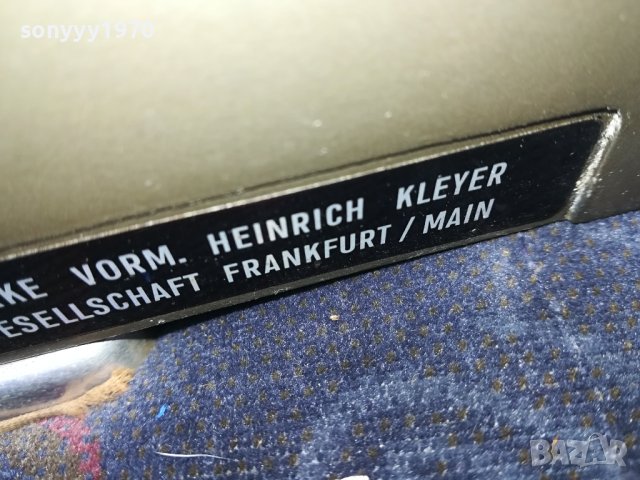 sonyyy1970
KE VORM. HEINRICH KLEYER
ESELLSCHAFT FRANKFURT / MAIN
BAZAR